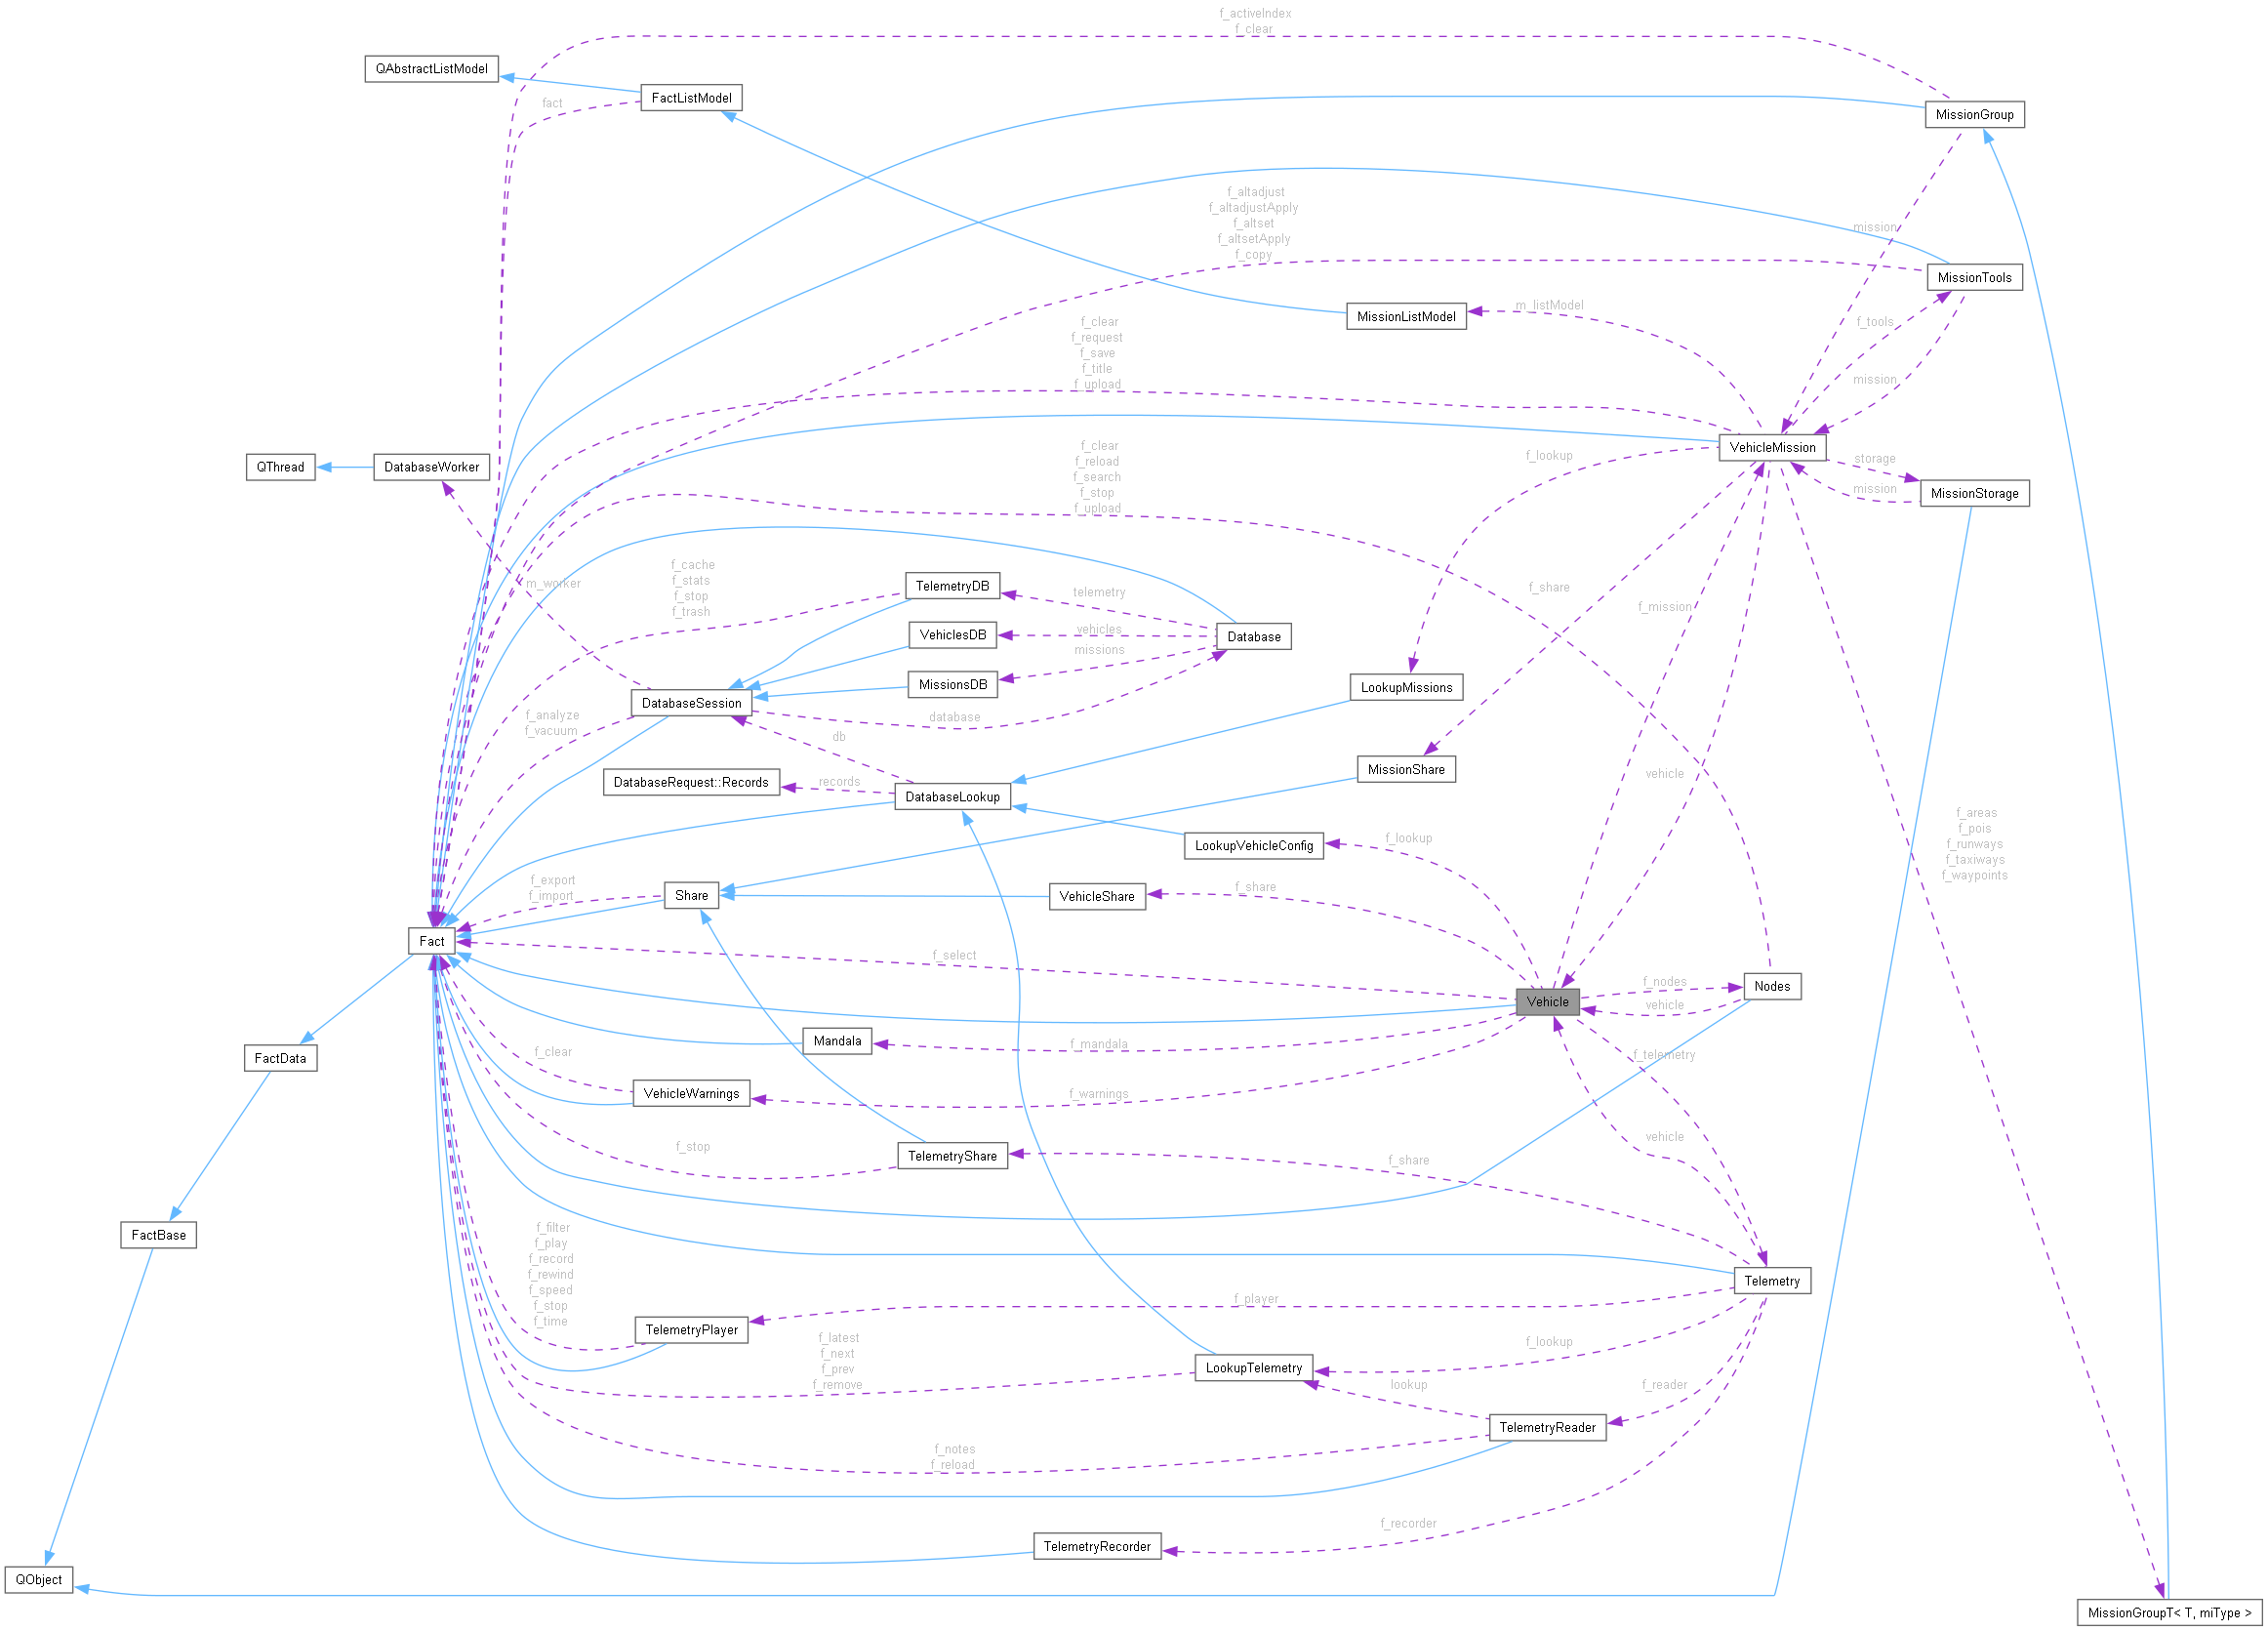 f_activeIndex
f_clear
QAbstractListModel
FactListModel
fact
MissionGroup
f_altadjust
f_altadjustApply
f_altset
f_altsetApply
f_copy
mission
MissionTools
m_listModel
MissionListModel
f_tools
f_clear
f_request
f_save
f_title
f_upload
mission
VehicleMission
f_clear
f_reload
f_search
f_stop
f_upload
f_lookup
storage
QThread
DatabaseWorker
mission
MissionStorage
f_cache
f_stats
f_stop
f_trash
m_worker
TelemetryDB
telemetry
f_share
f_mission
VehiclesDB
vehicles
Database
missions
MissionsDB
LookupMissions
DatabaseSession
database
f_analyze
f_vacuum
db
MissionShare
vehicle
DatabaseRequest::Records
records
DatabaseLookup
f_areas
f_pois
f_runways
f_taxiways
f_waypoints
LookupVehicleConfig
f_lookup
f_export
f_import
Share
VehicleShare
f_share
Fact
f_select
f_nodes
Nodes
Vehicle
vehicle
Mandala
f_mandala
FactData
f_clear
f_telemetry
VehicleWarnings
f_warnings
f_stop
TelemetryShare
f_share
vehicle
FactBase
f_filter
f_play
f_record
f_rewind
f_speed
f_stop
f_time
Telemetry
f_player
TelemetryPlayer
f_latest
f_next
f_prev
f_remove
f_lookup
LookupTelemetry
lookup
f_reader
TelemetryReader
f_notes
f_reload
f_recorder
TelemetryRecorder
QObject
MissionGroupT< T, miType >